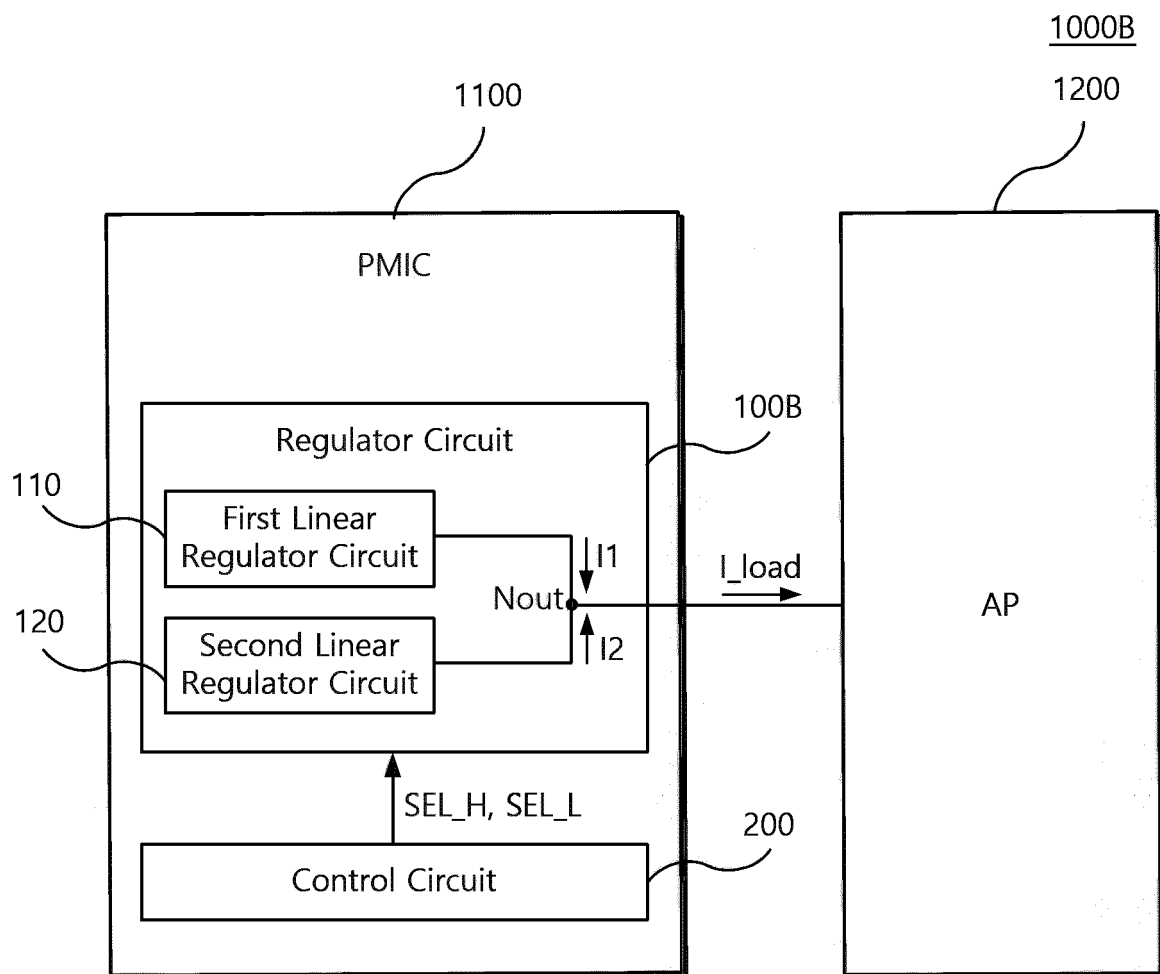 1000B
1100
1200
PMIC
100B
Regulator Circuit
110
First Linear
Regulator Circuit
I1
I_load
Nout
AP
120
Second Linear
Regulator Circuit
I2
SEL_H, SEL_L
200
Control Circuit